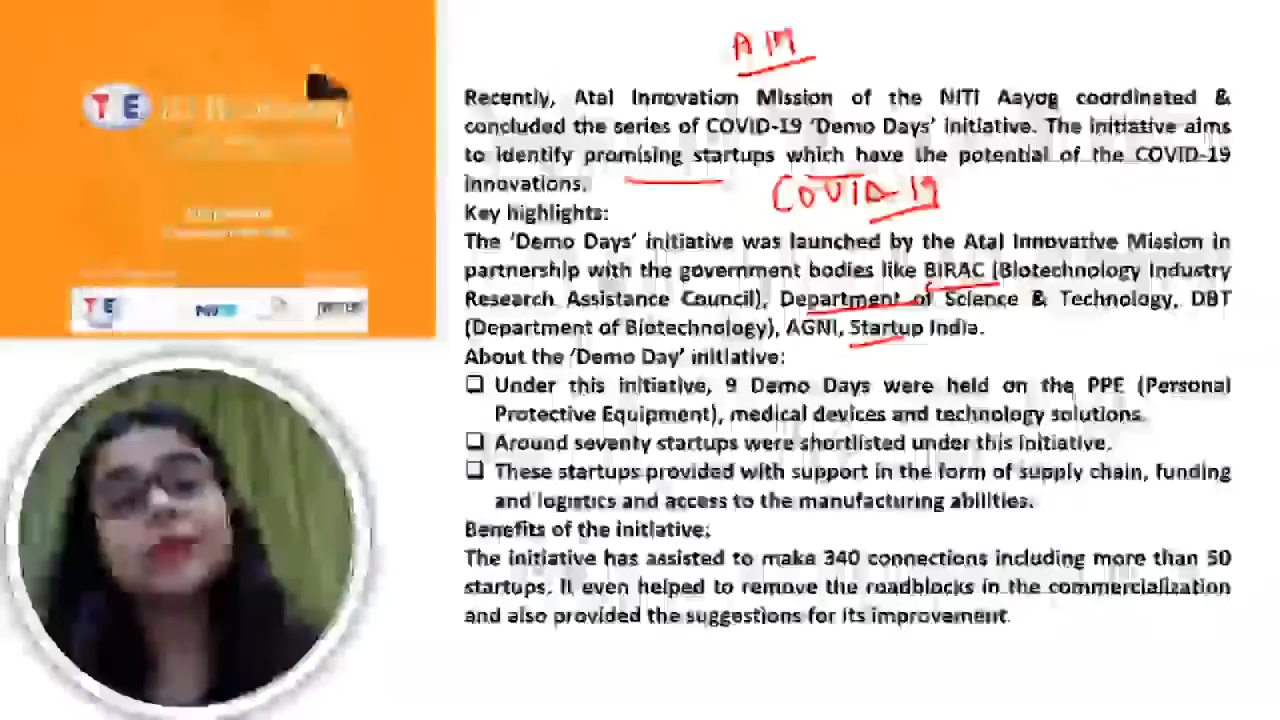 AIM
Recently, Atal Innovation Mission of the NITI Aayog coordinated &
concluded the series of COVID-19 ‘Demo Days’ initiative. The initiative aims
to identify promising startups which have the potential of the COVID-19
innovations.
COVID-19
Key highlights:
The ‘Demo Days’ initiative was launched by the Atal Innovative Mission in
partnership with the government bodies like BIRAC (Biotechnology Industry
Research Assistance Council), Department of Science & Technology, DBT
(Department of Biotechnology), AGNI, Startup India.
About the ‘Demo Day’ initiative:
❑ Under this initiative, 9 Demo Days were held on the PPE (Personal
Protective Equipment), medical devices and technology solutions.
❑ Around seventy startups were shortlisted under this initiative.
❑ These startups provided with support in the form of supply chain, funding
and logistics and access to the manufacturing abilities.
Benefits of the initiative:
The initiative has assisted to make 340 connections including more than 50
startups. It even helped to remove the roadblocks in the commercialization
and also provided the suggestions for its improvement.
T E
T E